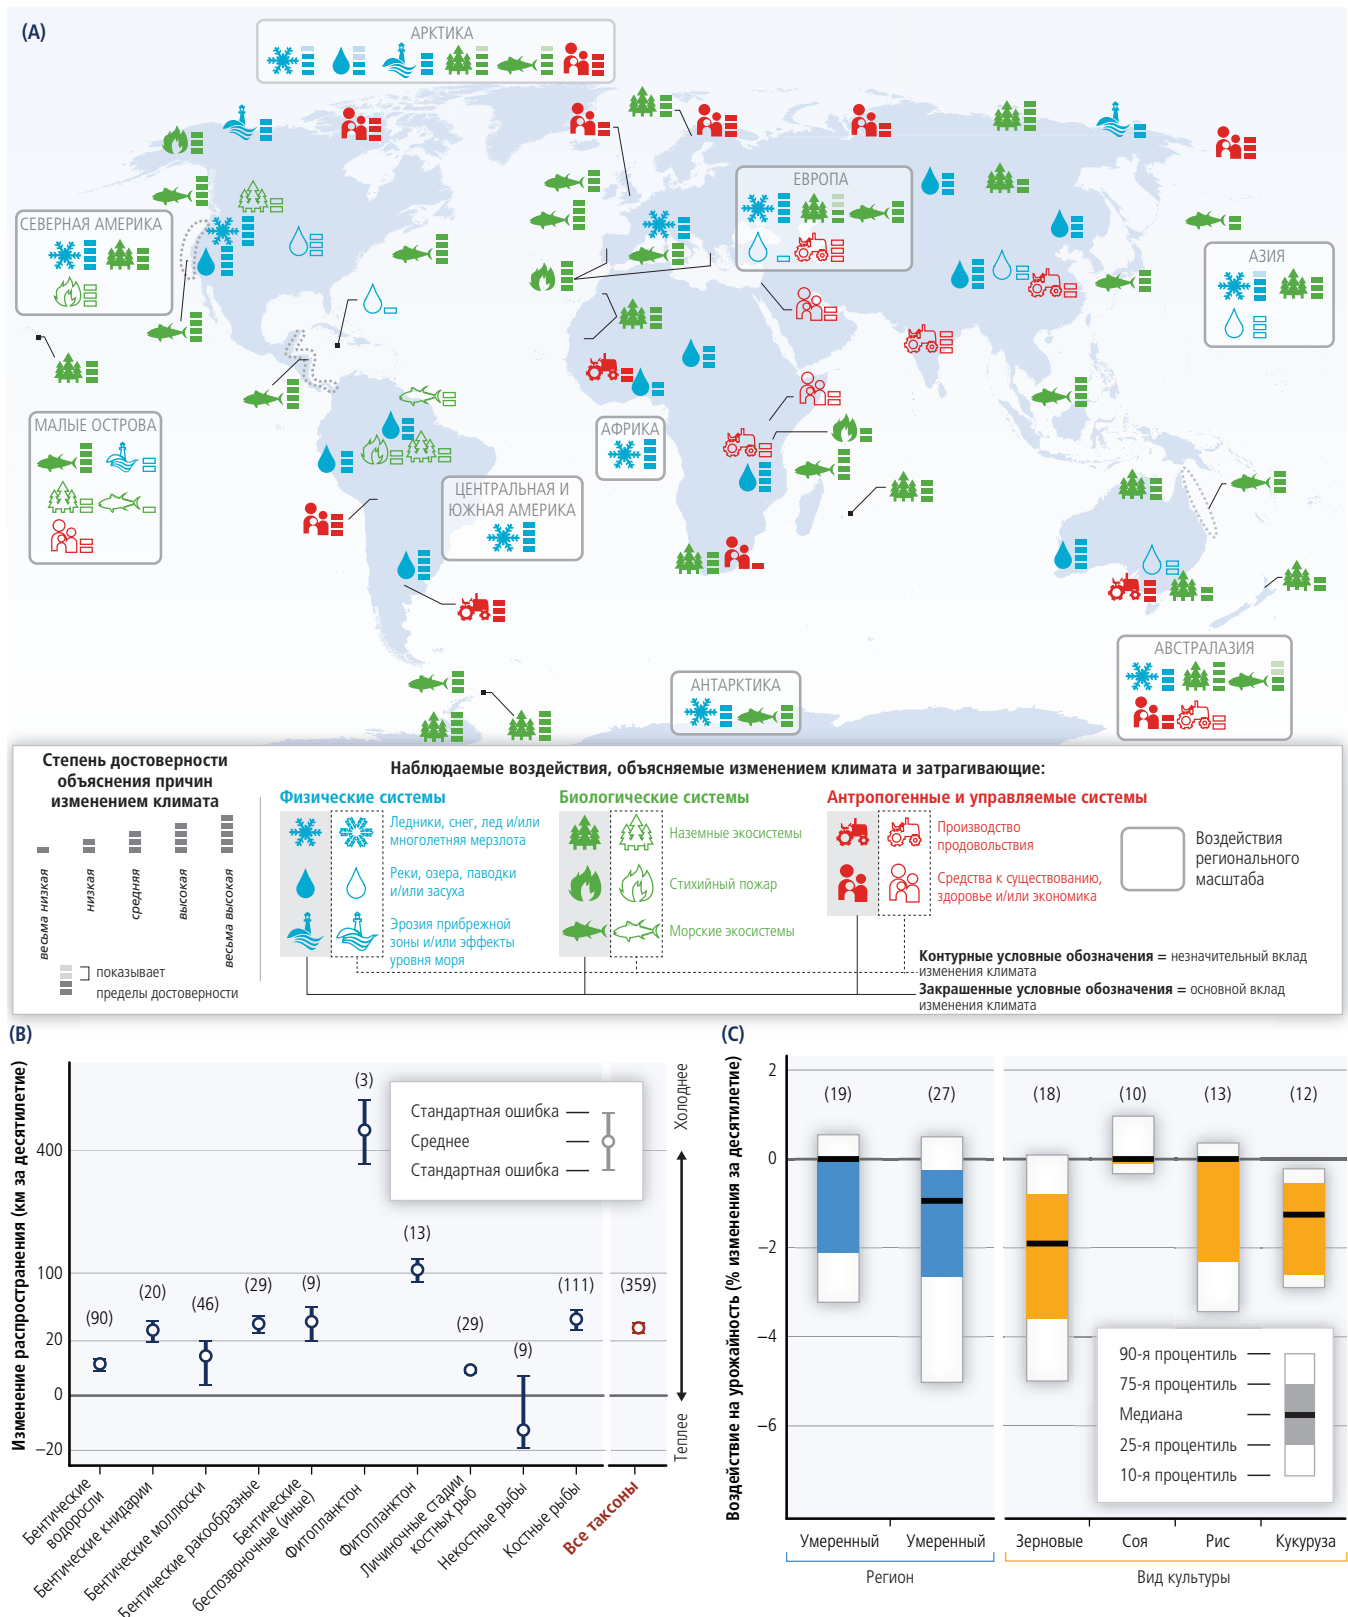 (A)
АРКТИКА
ЕВРОПА
СЕВЕРНАЯ АМЕРИКА
АЗИЯ
МАЛЫЕ ОСТРОВА
АФРИКА
ЦЕНТРАЛЬНАЯ И
ЮЖНАЯ АМЕРИКА
АВСТРАЛАЗИЯ
АНТАРКТИКА
Степень достоверности
объяснения причин
изменением климата
весьма низкая
низкая
средняя
высокая
весьма высокая
показывает
пределы достоверности
Наблюдаемые воздействия, объясняемые изменением климата и затрагивающие:
Физические системы
Ледники, снег, лед и/или
многолетняя мерзлота
Реки, озера, паводки
и/или засуха
Эрозия прибрежной
зоны и/или эффекты
уровня моря
Биологические системы
Наземные экосистемы
Стихийный пожар
Морские экосистемы
Антропогенные и управляемые системы
Производство
продовольствия
Средства к существованию,
здоровье и/или экономика
Воздействия
регионального
масштаба
Контурные условные обозначения = незначительный вклад
изменения климата
Закрашенные условные обозначения = основной вклад
изменения климата
(B)
Изменение распространения (км за десятилетие)
400
100
20
0
−20
(90)
(20)
(46)
(29)
(9)
(3)
(13)
(29)
(9)
(111)
(359)
Стандартная ошибка
Среднее
Стандартная ошибка
Холоднее
Теплее
Бентические
водоросли
Бентические книдарии
Бентические моллюски
Бентические ракообразные
Бентические
беспозвоночные (иные)
Фитопланктон
Фитопланктон
Личиночные стадии
костных рыб
Некостные рыбы
Костные рыбы
Все таксоны
(C)
Воздействие на урожайность (% изменения за десятилетие)
2
0
−2
−4
−6
(19)
(27)
(18)
(10)
(13)
(12)
90-я процентиль
75-я процентиль
Медиана
25-я процентиль
10-я процентиль
Умеренный
Умеренный
Зерновые
Соя
Рис
Кукуруза
Регион
Вид культуры